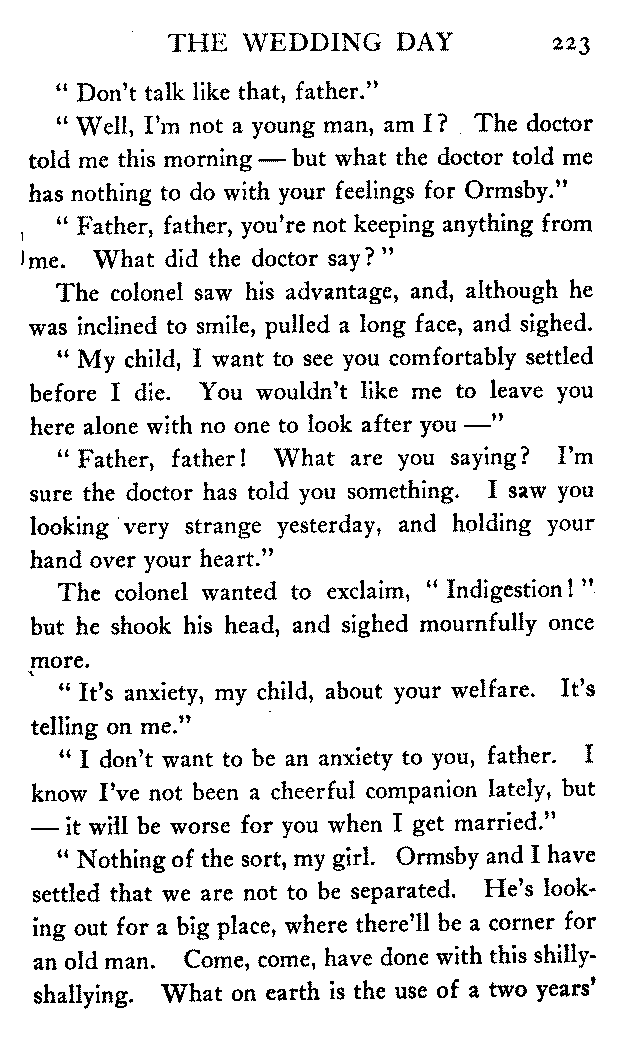 THE WEDDING DAY 223
" Don't talk like that, father."
" Well, I'm not a young man, am I? The doctor
told me this morning — but what the doctor told me
has nothing to do with your feelings for Ormsby."
" Father, father, you're not keeping anything from
me. What did the doctor say? "
The colonel saw his advantage, and, although he
was inclined to smile, pulled a long face, and sighed.
" My child, I want to see you comfortably settled
before I die. You wouldn't like me to leave you
here alone with no one to look after you —"
" Father, father! What are you saying? I'm
sure the doctor has told you something. I saw you
looking very strange yesterday, and holding your
hand over your heart."
The colonel wanted to exclaim, " Indigestion! "
but he shook his head, and sighed mournfully once
more.
" It's anxiety, my child, about your welfare. It's
telling on me."
" I don't want to be an anxiety to you, father. I
know I've not been a cheerful companion lately, but
— it will be worse for you when I get married."
" Nothing of the sort, my girl. Ormsby and I have
settled that we are not to be separated. He's look-
ing out for a big place, where there'll be a corner for
an old man. Come, come, have done with this shilly-
shallying. What on earth is the use of a two years'